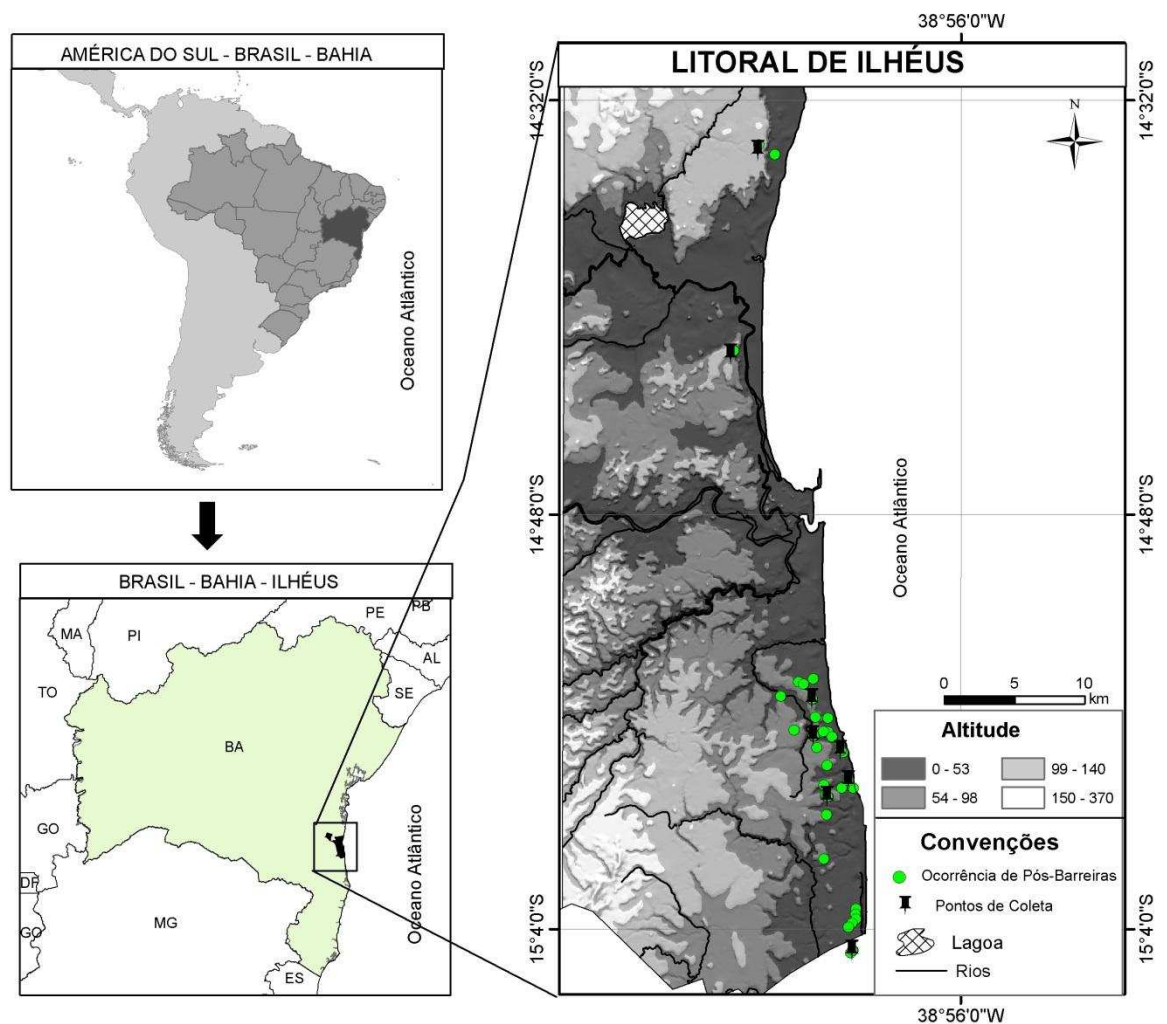 AMÉRICA DO SUL - BRASIL - BAHIA
Oceano Atlântico
BRASIL - BAHIA - ILHÉUS
MA
PI
PE
PB
AL
SE
TO
BA
GO
DF
GO
MG
ES
Oceano Atlântico
38°56'0"W
LITORAL DE ILHÉUS
14°32'0"S
14°32'0"S
N
Oceano Atlântico
14°48'0"S
14°48'0"S
0 5 10
km
Altitude
0 - 53
99 - 140
54 - 98
150 - 370
Convenções
Ocorrência de Pós-Barreiras
Pontos de Coleta
Lagoa
Rios
15°4'0"S
15°4'0"S
38°56'0"W